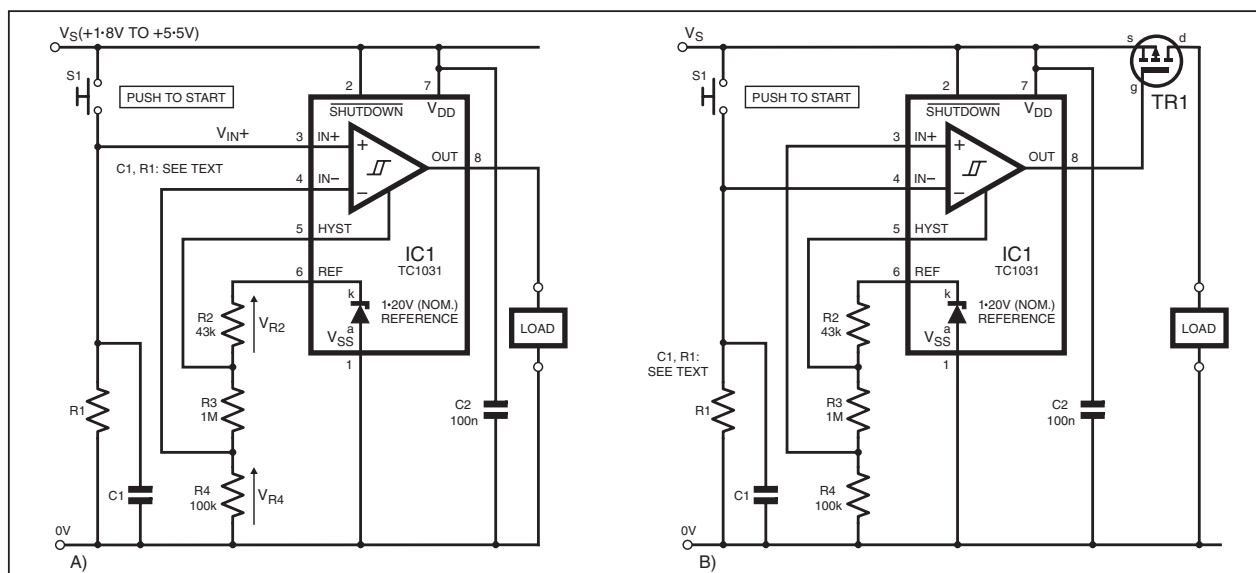 VS(+1·8V TO +5·5V)
S1
PUSH TO START
2
7
SHUTDOWN
VDD
VIN+
3
IN+
+
OUT
8
C1, R1: SEE TEXT
4
IN−
−
5
HYST
IC1
TC1031
6
REF
k
1·20V (NOM.)
REFERENCE
a
VSS
R2
43k
VR2
1
LOAD
R1
R3
1M
C2
100n
C1
R4
100k
VR4
0V
A)
VS
S1
PUSH TO START
2
7
SHUTDOWN
VDD
s
d
g
TR1
3
IN+
+
OUT
8
4
IN−
−
5
HYST
IC1
TC1031
6
REF
k
1·20V (NOM.)
REFERENCE
a
VSS
R2
43k
1
LOAD
C1, R1:
SEE TEXT
R1
R3
1M
C2
100n
C1
R4
100k
0V
B)